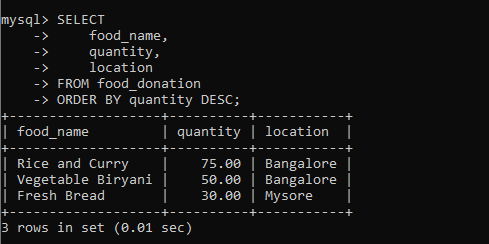 mysql> SELECT
    ->     food_name,
    ->     quantity,
    ->     location
    -> FROM food_donation
    -> ORDER BY quantity DESC;
+-------------------+----------+-----------+
| food_name         | quantity | location  |
+-------------------+----------+-----------+
| Rice and Curry    |    75.00 | Bangalore |
| Vegetable Biryani |    50.00 | Bangalore |
| Fresh Bread       |    30.00 | Mysore    |
+-------------------+----------+-----------+
3 rows in set (0.01 sec)